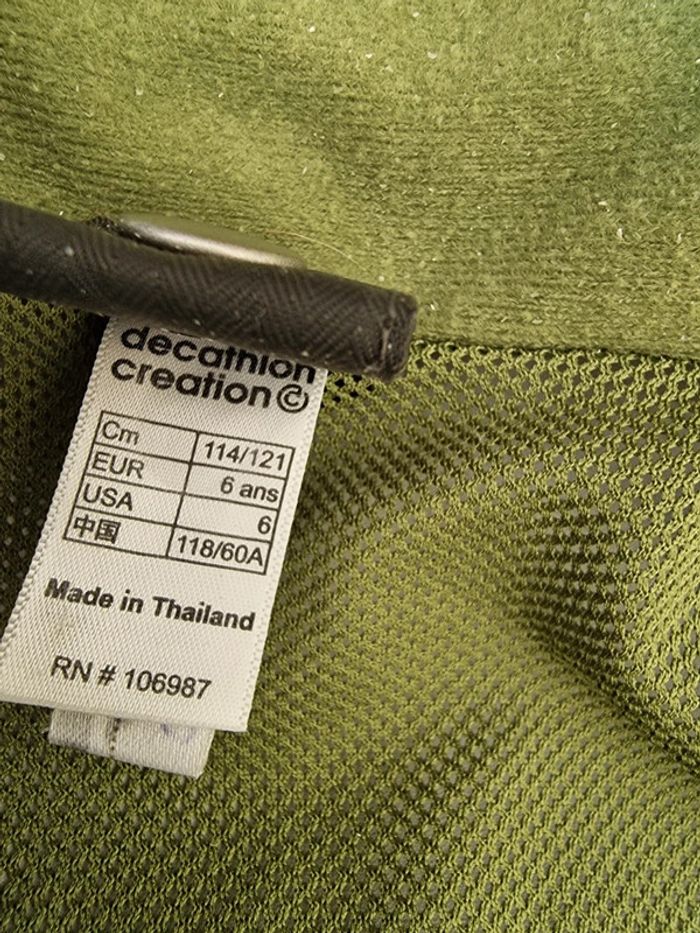 decathlon
creation ©
Cm 114/121
EUR 6 ans
USA 6
中国 118/60A
Made in Thailand
RN # 106987